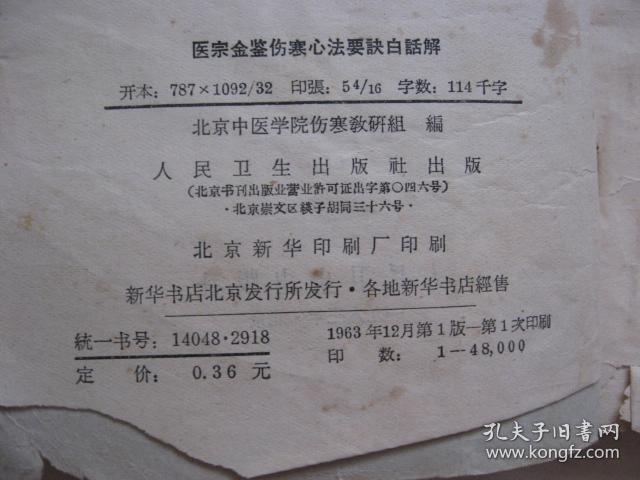 医宗金鉴伤寒心法要訣白話解
开本：787×1092/32 印張：5 4/16 字数：114千字
北京中医学院伤寒教研組 編
人民卫生出版社出版
（北京书刊出版业营业許可证出字第〇四六号）
·北京崇文区緓子胡同三十六号·
北京新华印刷厂印刷
新华书店北京发行所发行·各地新华书店經售
統一书号：14048·2918
1963年12月第1版—第1次印刷
定 价：0.36 元
印 数：1—48,000
孔夫子旧书网
www.kongfz.com